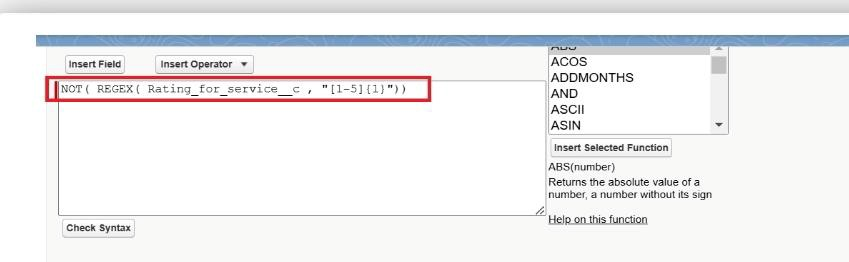 Insert Field
Insert Operator
NOT( REGEX( Rating_for_service__c , "[1-5]{1}"))
Check Syntax
ABS
ACOS
ADDMONTHS
AND
ASCII
ASIN
Insert Selected Function
ABS(number)
Returns the absolute value of a
number, a number without its sign
Help on this function